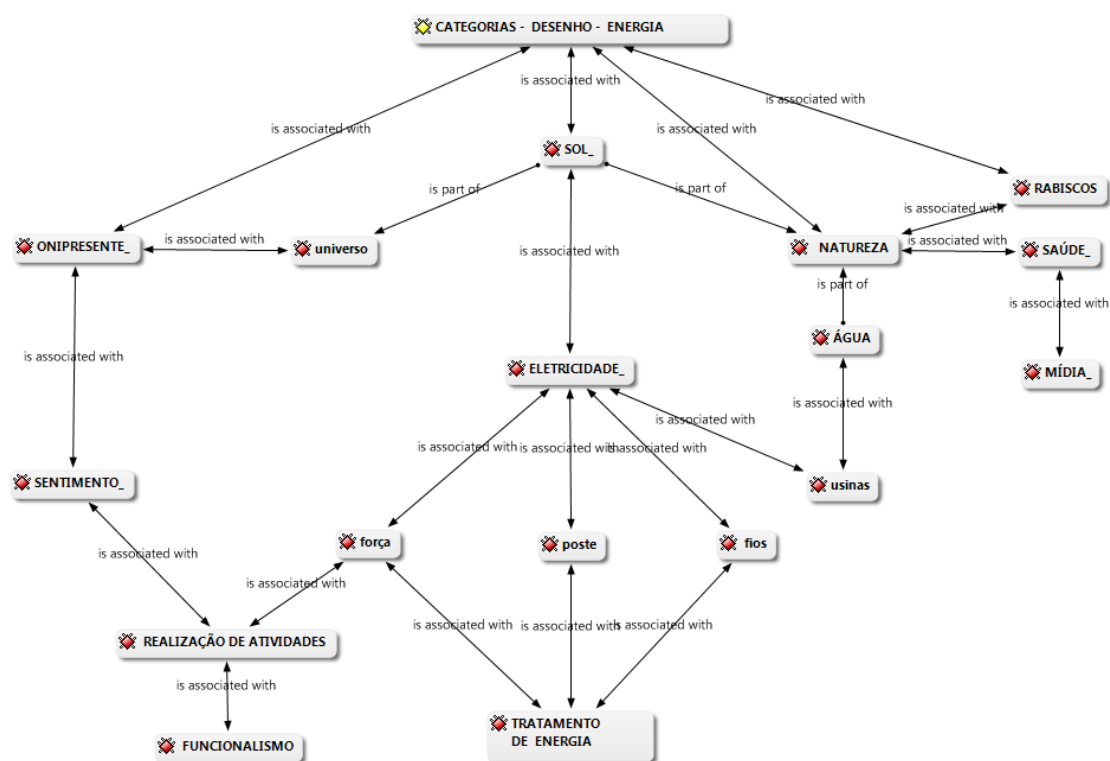 CATEGORIAS - DESENHO - ENERGIA
is associated with
is associated with
is associated with
is associated with
SOL_
is part of
is part of
RABISCOS
is associated with
ONIPRESENTE_
is associated with
universo
NATUREZA
is associated with
SAÚDE_
is associated with
is part of
is associated with
ÁGUA
is associated with
ELETRICIDADE_
MÍDIA_
is associated with
is associated with
is associated with
is associated with
is associated with
SENTIMENTO_
usinas
força
poste
fios
is associated with
is associated with
is associated with
is associated with
is associated with
REALIZAÇÃO DE ATIVIDADES
is associated with
TRATAMENTO
DE ENERGIA
FUNCIONALISMO